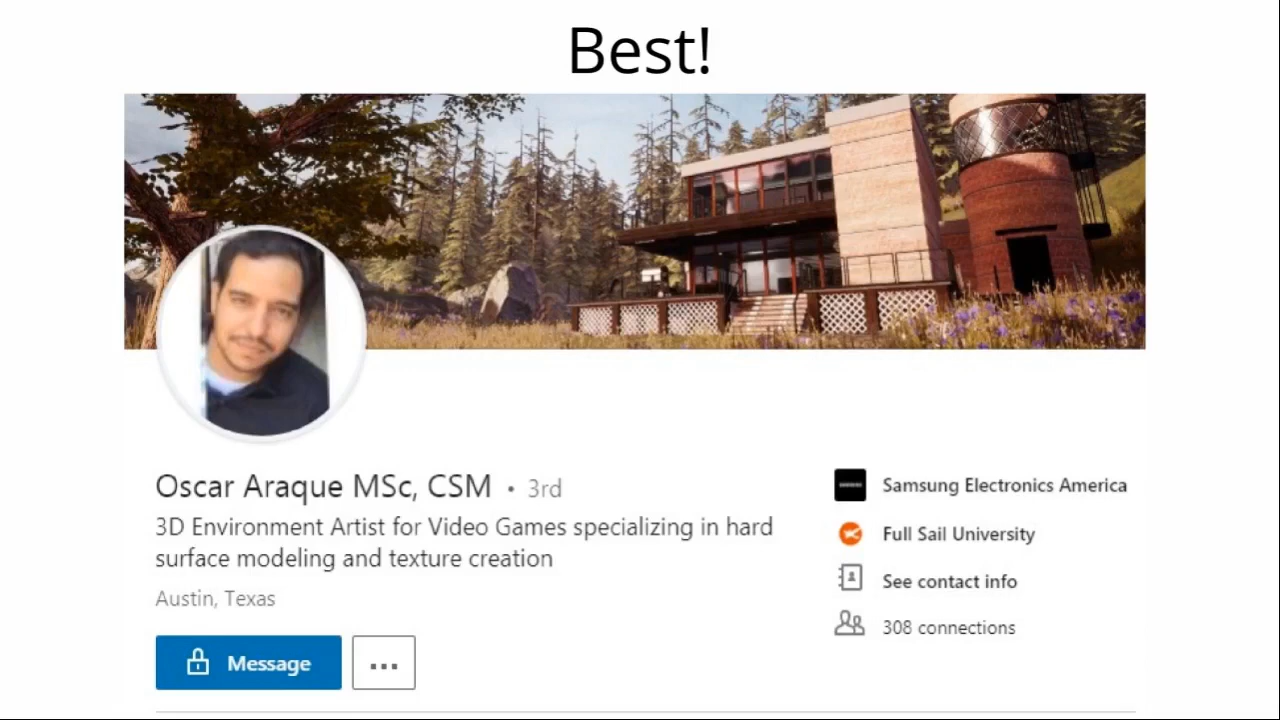 Best!
Oscar Araque MSc, CSM • 3rd
3D Environment Artist for Video Games specializing in hard
surface modeling and texture creation
Austin, Texas
Message
...
SAMSUNG Samsung Electronics America
Full Sail University
See contact info
308 connections